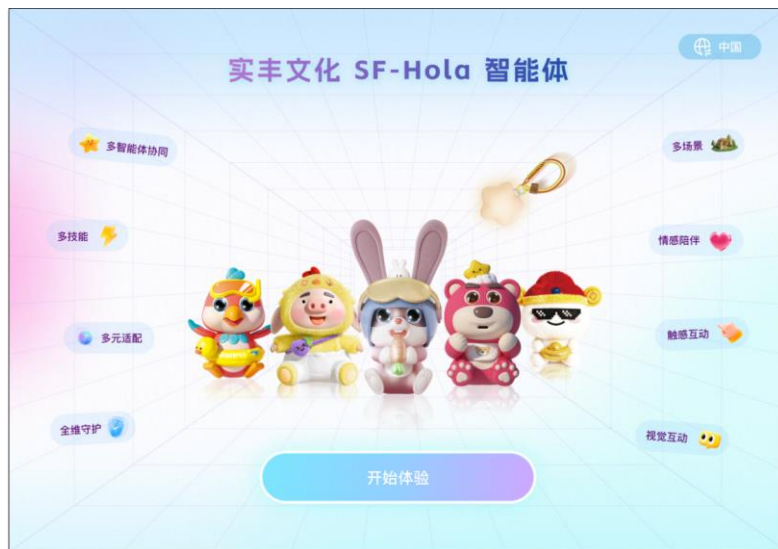 中国
实丰文化 SF-Hola 智能体
多智能体协同
多场景
多技能
情感陪伴
多元适配
触感互动
全维守护
视觉互动
开始体验